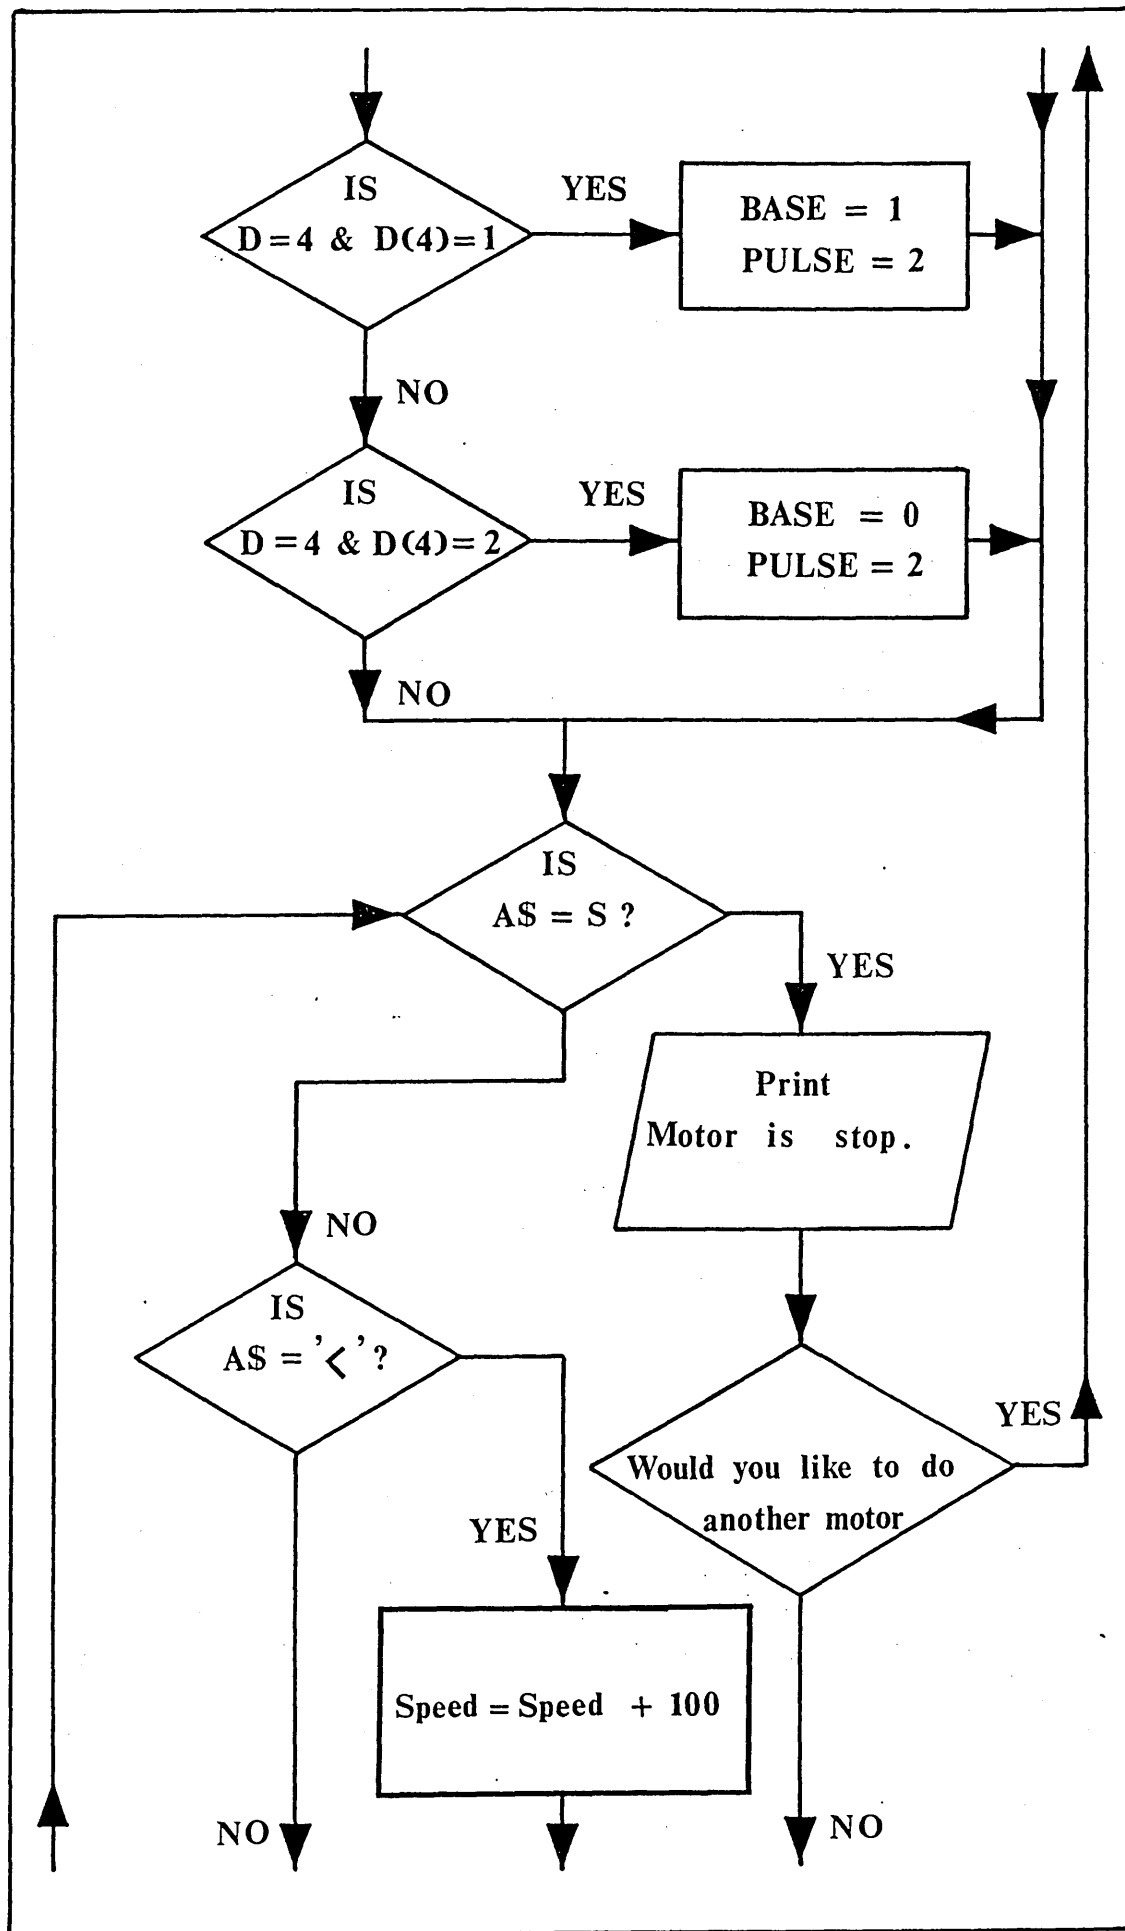 IS
D=4 & D(4)=1
YES
BASE = 1
PULSE = 2
NO
IS
D=4 & D(4)=2
YES
BASE = 0
PULSE = 2
NO
IS
A$ = S ?
YES
Print
Motor is stop.
NO
IS
A$ = '<' ?
YES
Would you like to do
another motor
YES
Speed = Speed + 100
NO
NO